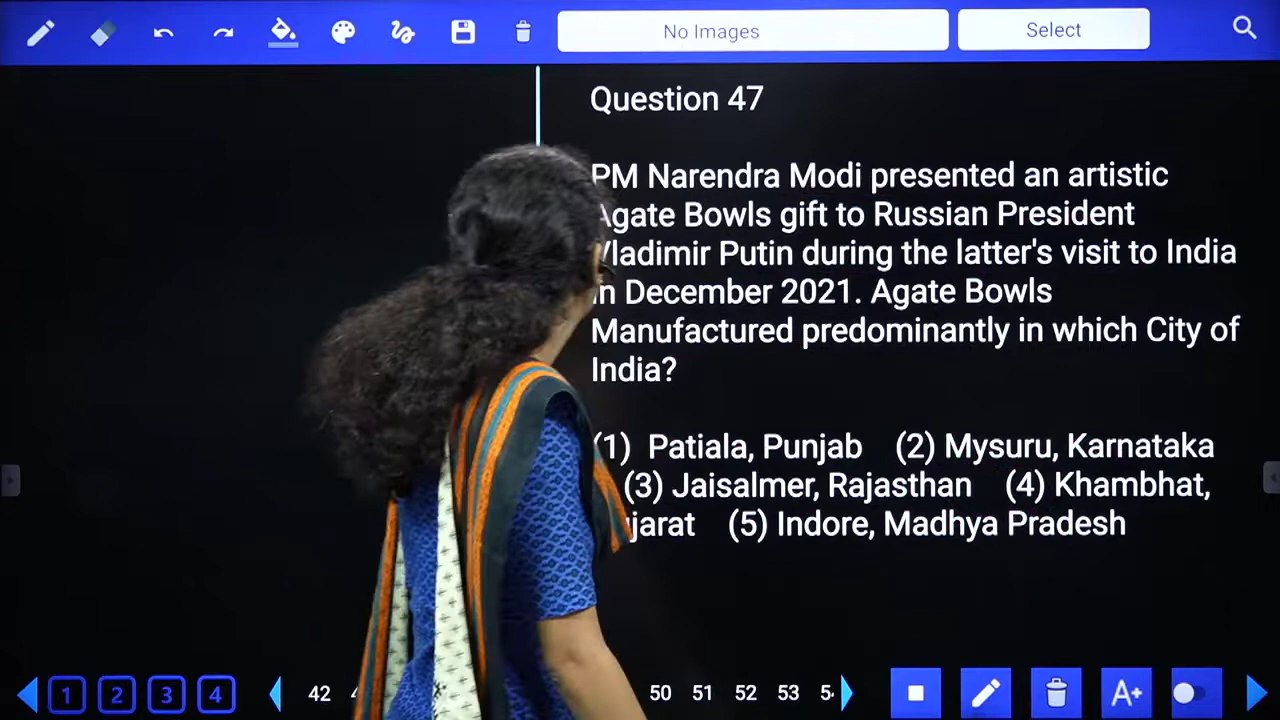 No Images
Select
Question 47
PM Narendra Modi presented an artistic
Agate Bowls gift to Russian President
Vladimir Putin during the latter's visit to India
in December 2021. Agate Bowls
Manufactured predominantly in which City of
India?
(1) Patiala, Punjab (2) Mysuru, Karnataka
(3) Jaisalmer, Rajasthan (4) Khambhat,
Gujarat (5) Indore, Madhya Pradesh
1 2 3 4 42 50 51 52 53 A+